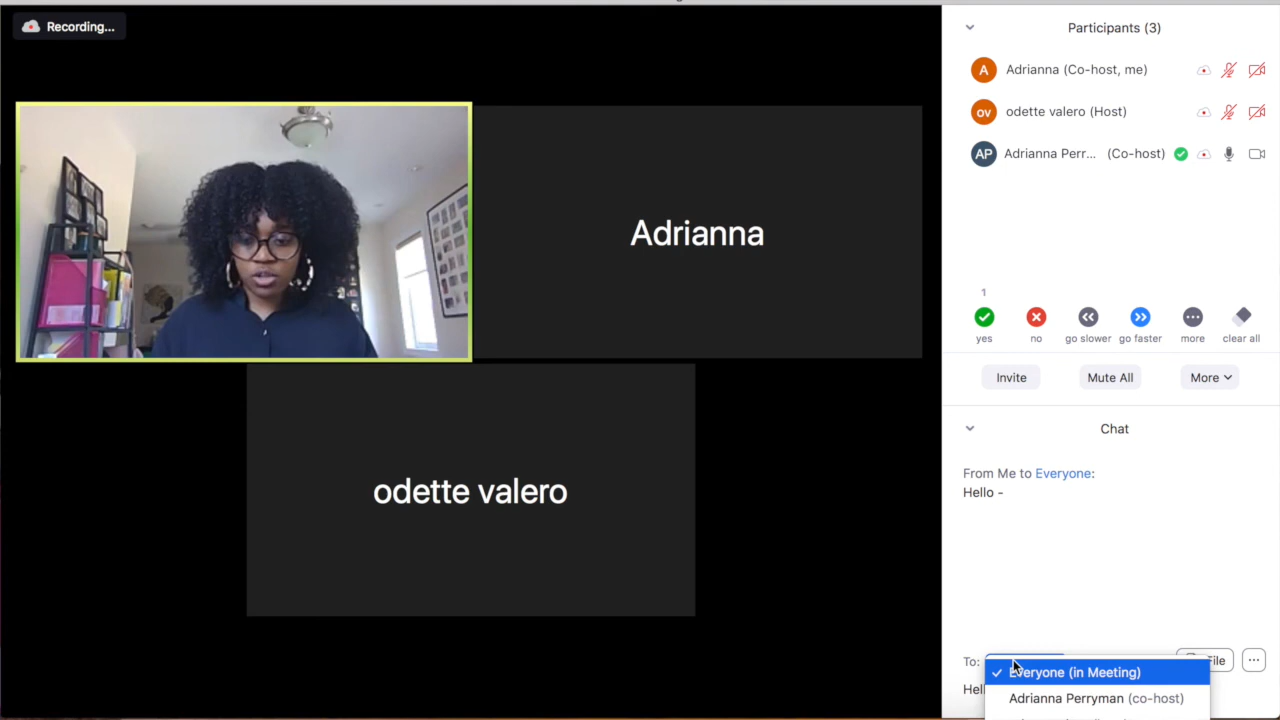 Recording...
Participants (3)
A
Adrianna (Co-host, me)
ov
odette valero (Host)
AP
Adrianna Perr... (Co-host)
Adrianna
1
yes
no
go slower
go faster
more
clear all
Invite
Mute All
More
Chat
From Me to Everyone:
Hello -
odette valero
To:
Everyone (in Meeting)
Adrianna Perryman (co-host)